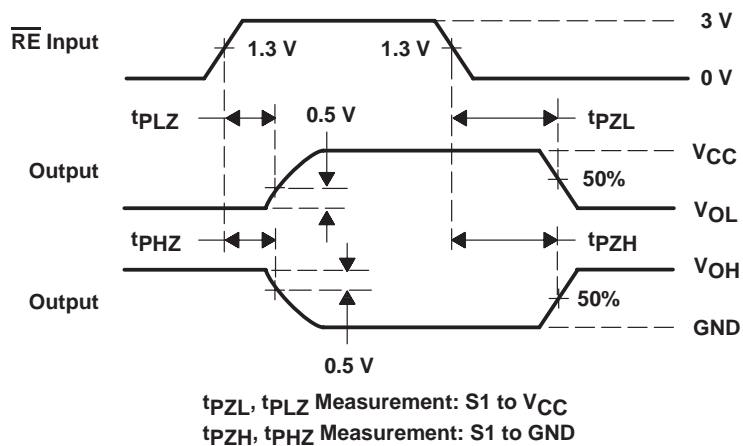 RE Input
1.3 V
1.3 V
3 V
0 V
tPLZ
0.5 V
tPZL
Output
VCC
50%
VOL
tPHZ
tPZH
VOH
Output
50%
GND
0.5 V
tPZL, tPLZ Measurement: S1 to VCC
tPZH, tPHZ Measurement: S1 to GND